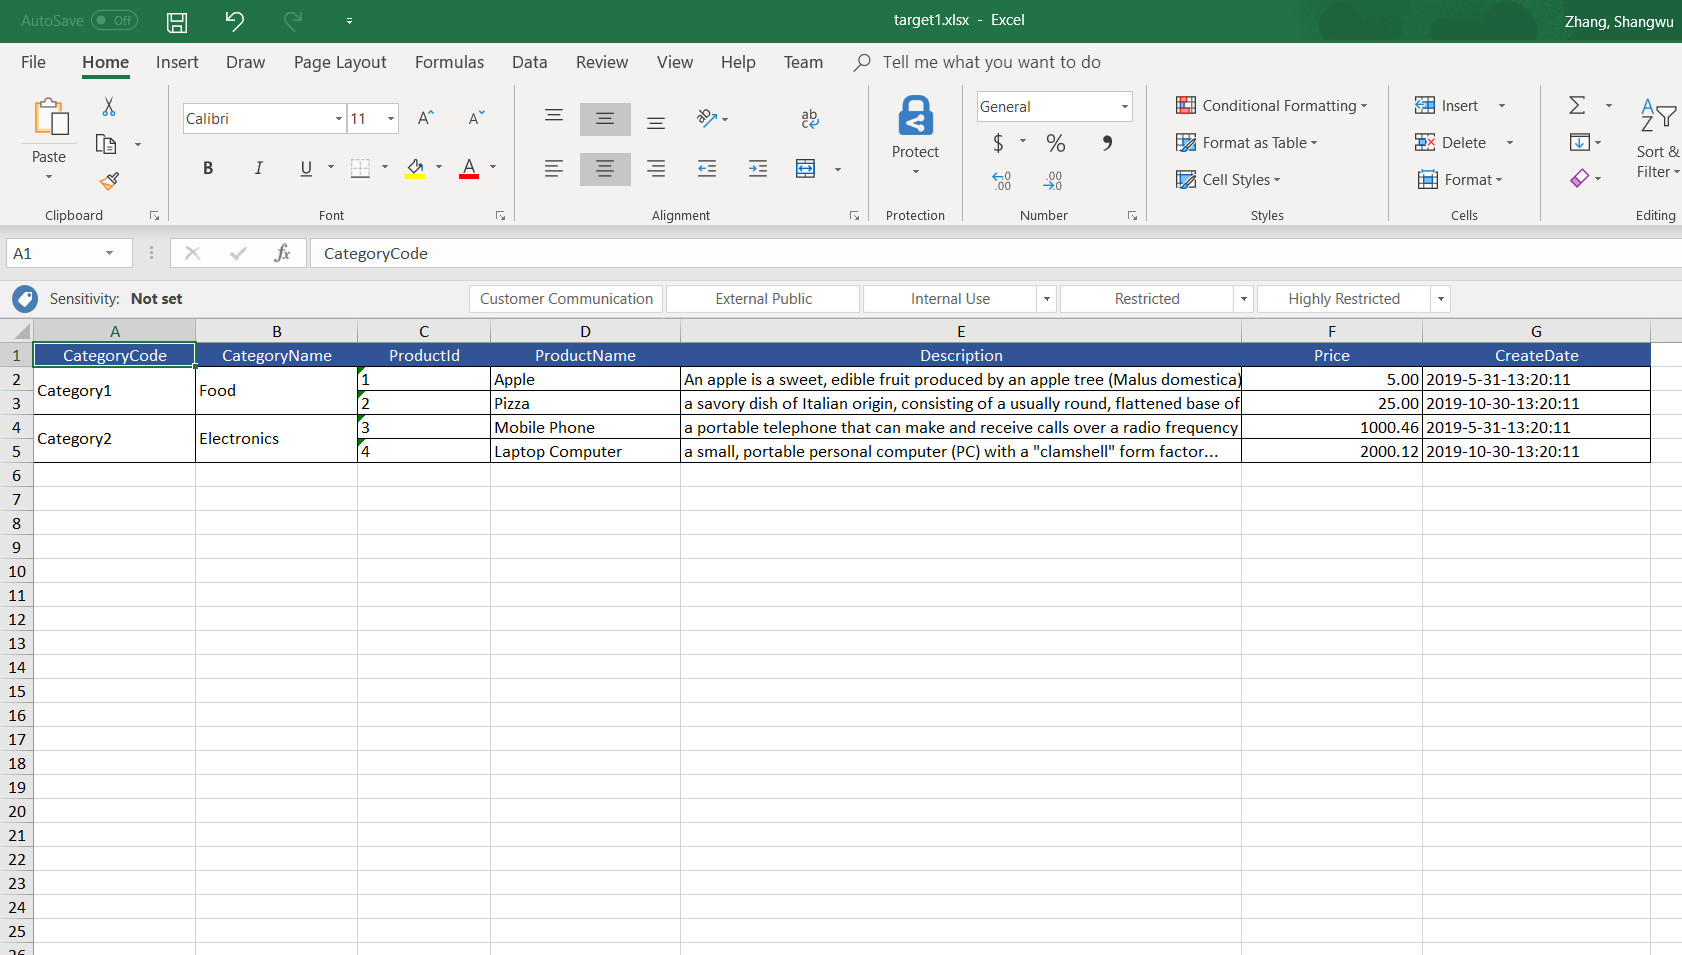 AutoSave Off
target1.xlsx - Excel
Zhang, Shangwu
File Home Insert Draw Page Layout Formulas Data Review View Help Team Tell me what you want to do
Calibri 11 A A
General
Conditional Formatting
Insert
Σ
A Z
ab
Paste
B I U A
Protect
$ % ,
Format as Table
Delete
Sort & Filter
←0 .00 .00 →0
Cell Styles
Format
Clipboard Font Alignment Protection Number Styles Cells Editing
A1 fx CategoryCode
Sensitivity: Not set Customer Communication External Public Internal Use Restricted Highly Restricted
A B C D E F G
1 CategoryCode CategoryName ProductId ProductName Description Price CreateDate
2 Category1 Food 1 Apple An apple is a sweet, edible fruit produced by an apple tree (Malus domestica) 5.00 2019-5-31-13:20:11
3 2 Pizza a savory dish of Italian origin, consisting of a usually round, flattened base of 25.00 2019-10-30-13:20:11
4 Category2 Electronics 3 Mobile Phone a portable telephone that can make and receive calls over a radio frequency 1000.46 2019-5-31-13:20:11
5 4 Laptop Computer a small, portable personal computer (PC) with a "clamshell" form factor... 2000.12 2019-10-30-13:20:11
6
7
8
9
10
11
12
13
14
15
16
17
18
19
20
21
22
23
24
25
26